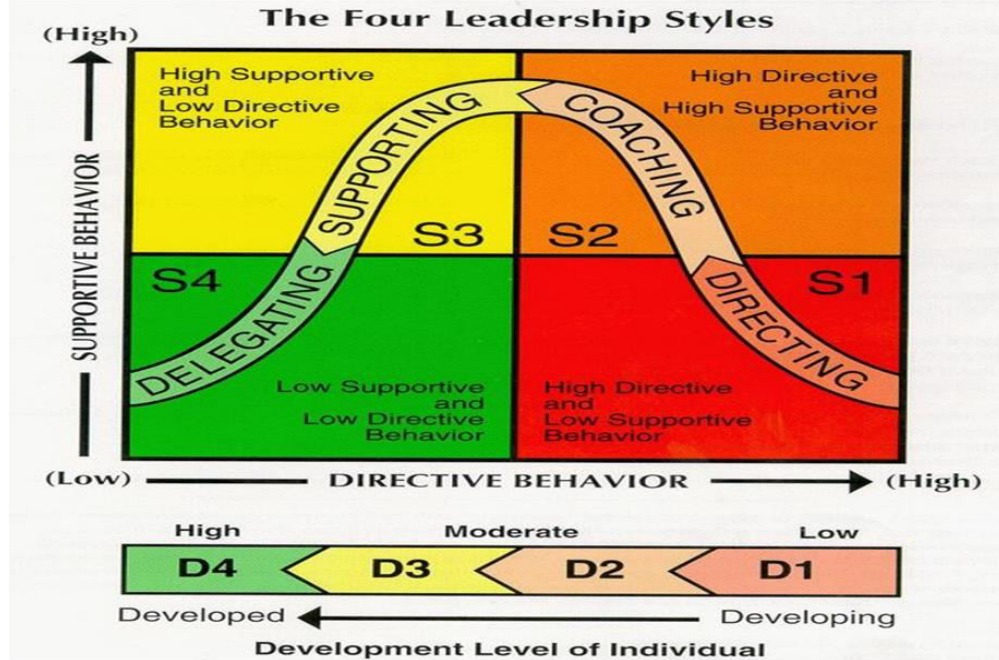 The Four Leadership Styles
(High)
High Supportive
and
Low Directive
Behavior
High Directive
and
High Supportive
Behavior
SUPPORTING
COACHING
SUPPORTIVE BEHAVIOR
S3
S2
S4
S1
DELEGATING
DIRECTING
Low Supportive
and
Low Directive
Behavior
High Directive
and
Low Supportive
Behavior
(Low)
DIRECTIVE BEHAVIOR
(High)
High
Moderate
Low
D4
D3
D2
D1
Developed
Developing
Development Level of Individual